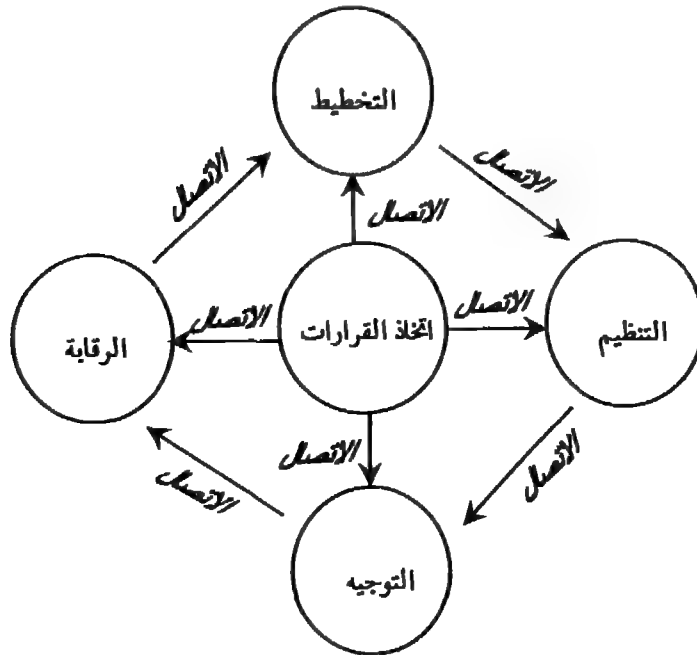 التخطيط
الاتصال
الاتصال
الاتصال
التنظيم
الاتصال
اتخاذ القرارات
الاتصال
الرقابة
الاتصال
الاتصال
الاتصال
التوجيه